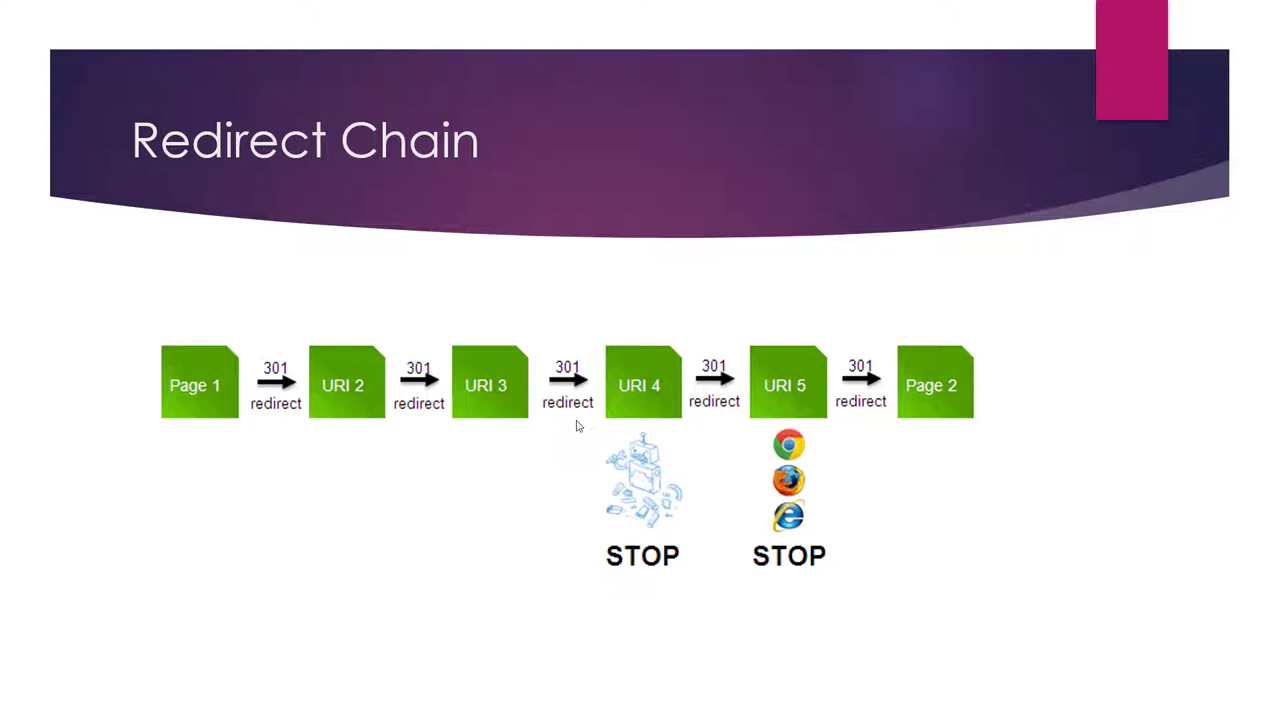 Redirect Chain
301 301 301 301 301
Page 1 URI 2 URI 3 URI 4 URI 5 Page 2
redirect redirect redirect redirect redirect
STOP STOP